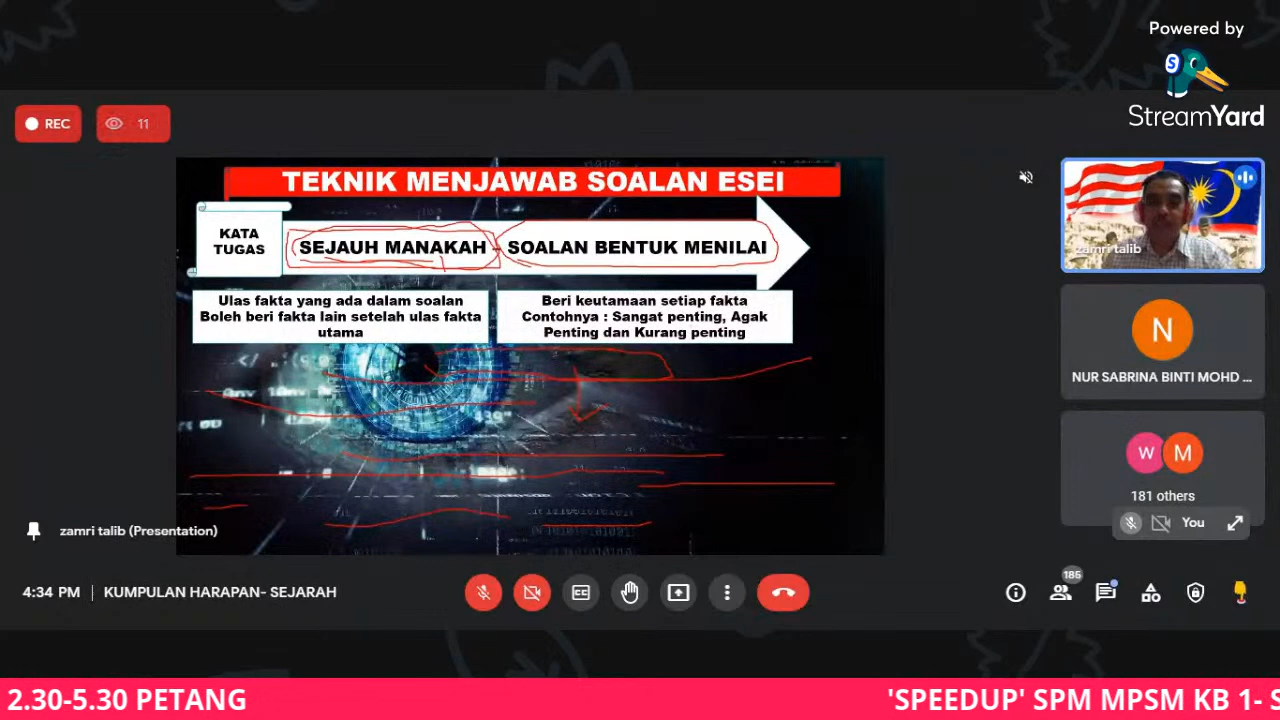 Powered by
StreamYard
REC
11
TEKNIK MENJAWAB SOALAN ESEI
KATA
TUGAS
SEJAUH MANAKAH - SOALAN BENTUK MENILAI
Ulas fakta yang ada dalam soalan
Boleh beri fakta lain setelah ulas fakta
utama
Beri keutamaan setiap fakta
Contohnya : Sangat penting, Agak
Penting dan Kurang penting
zamri talib
N
NUR SABRINA BINTI MOHD ...
W
M
181 others
You
zamri talib (Presentation)
4:34 PM | KUMPULAN HARAPAN- SEJARAH
185
2.30-5.30 PETANG
'SPEEDUP' SPM MPSM KB 1- S